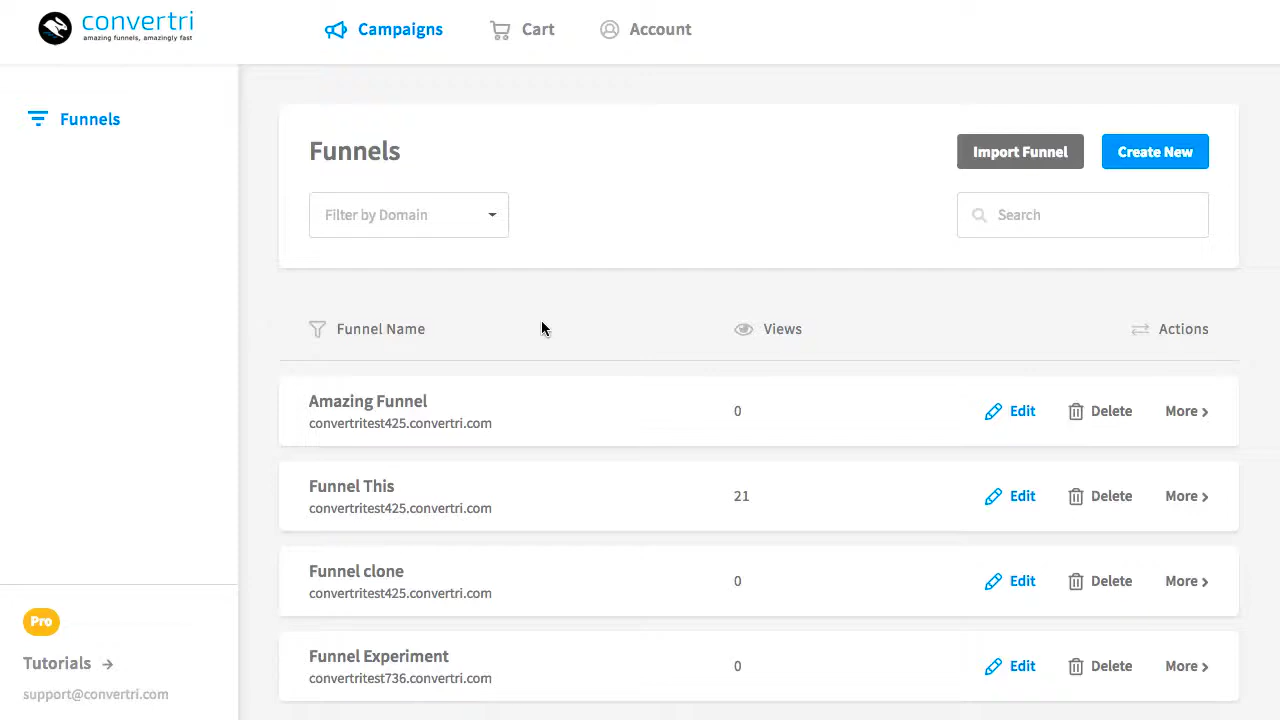 convertri
amazing funnels, amazingly fast
Campaigns
Cart
Account
Funnels
Funnels
Import Funnel
Create New
Filter by Domain
Search
Funnel Name
Views
Actions
Amazing Funnel
convertritest425.convertri.com
0
Edit
Delete
More
Funnel This
convertritest425.convertri.com
21
Edit
Delete
More
Funnel clone
convertritest425.convertri.com
0
Edit
Delete
More
Funnel Experiment
convertritest736.convertri.com
0
Edit
Delete
More
Pro
Tutorials
support@convertri.com